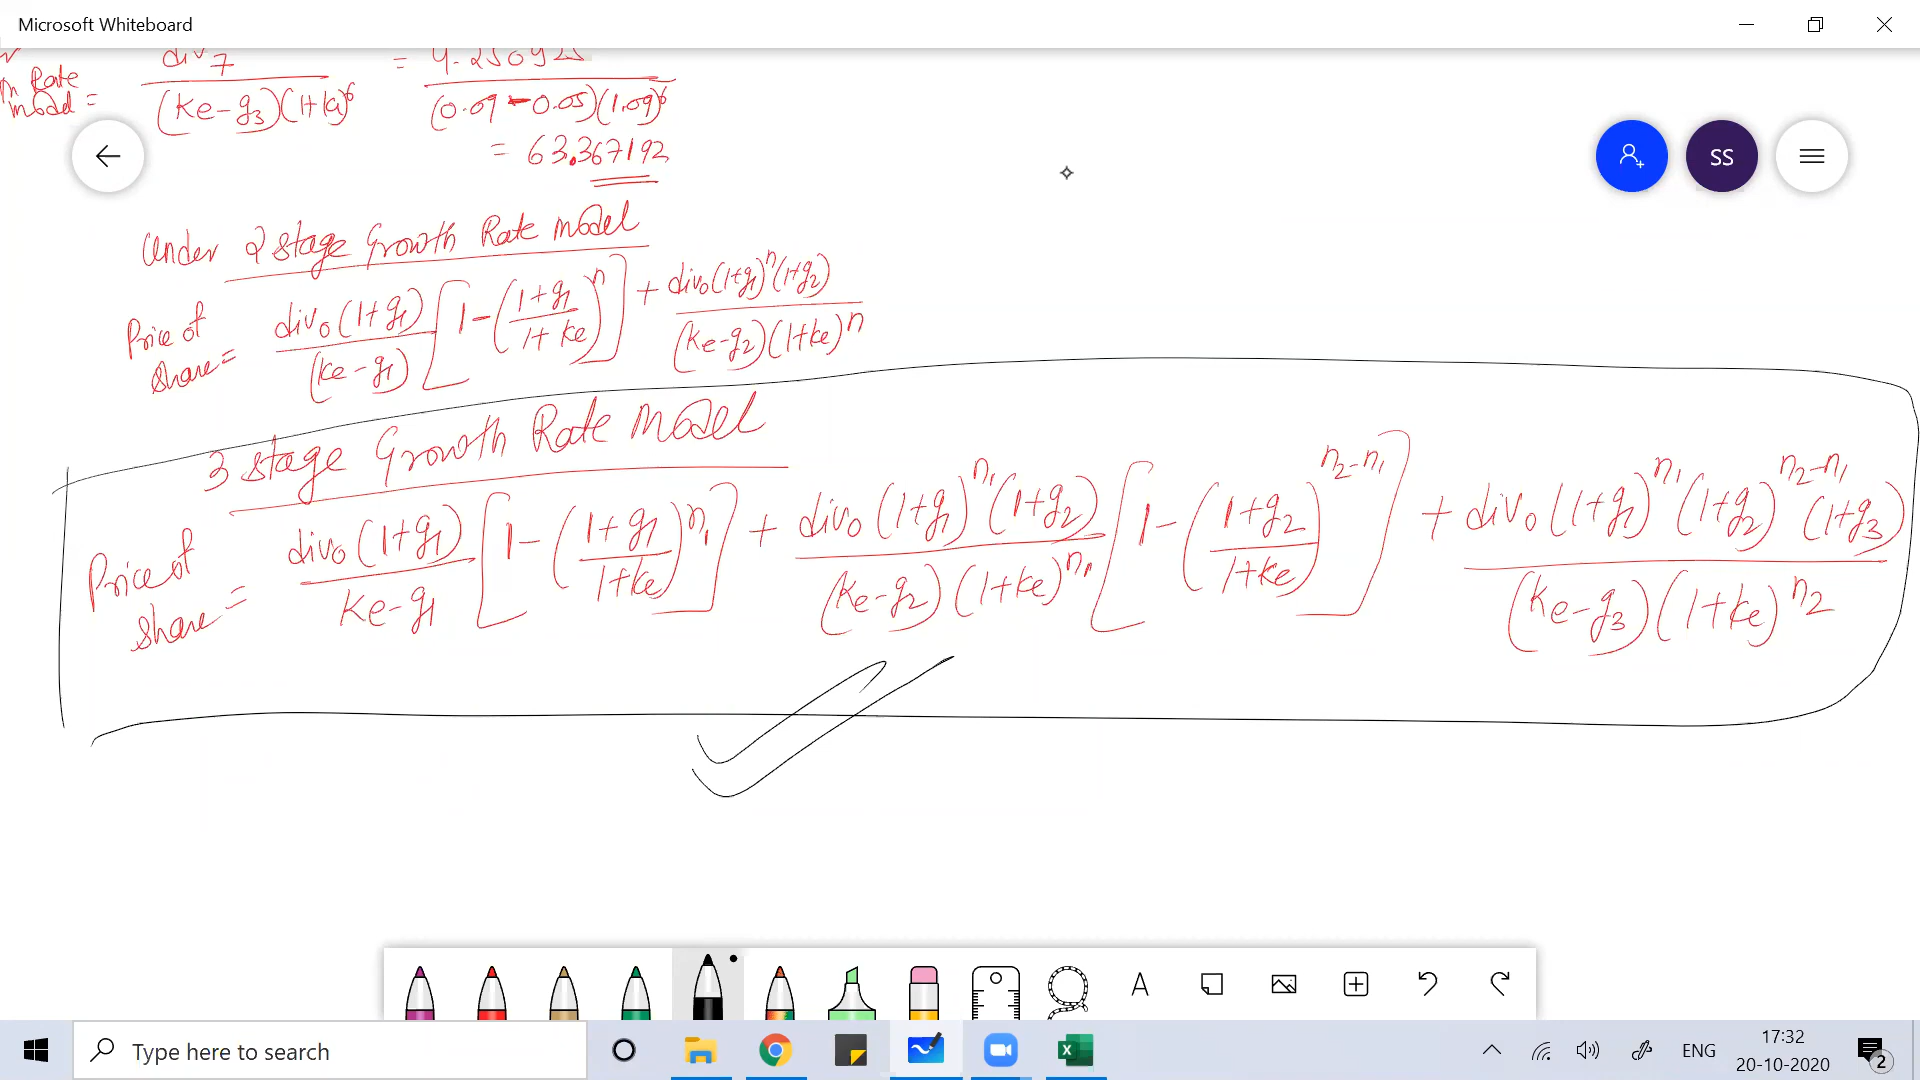 Microsoft Whiteboard
Rate model = div7 / (ke-g3)(1+ke)^6 = 4.250925 / (0.09-0.05)(1.09)^6
= 63.367192
SS
Under 2 stage Growth Rate Model
Price of share = div₀(1+g₁) / (ke-g₁) [1-((1+g₁)/(1+ke))^n] + div₀(1+g₁)^n(1+g₂) / (ke-g₂)(1+ke)^n
3 stage Growth Rate Model
Price of share = div₀(1+g₁) / ke-g₁ [1-((1+g₁)/(1+ke))^n₁] + div₀(1+g₁)^n₁(1+g₂) / (ke-g₂)(1+ke)^n₁ [1-((1+g₂)/(1+ke))^n₂-n₁] + div₀(1+g₁)^n₁(1+g₂)^n₂-n₁(1+g₃) / (ke-g₃)(1+ke)^n₂
A
Type here to search
ENG
17:32
20-10-2020
2